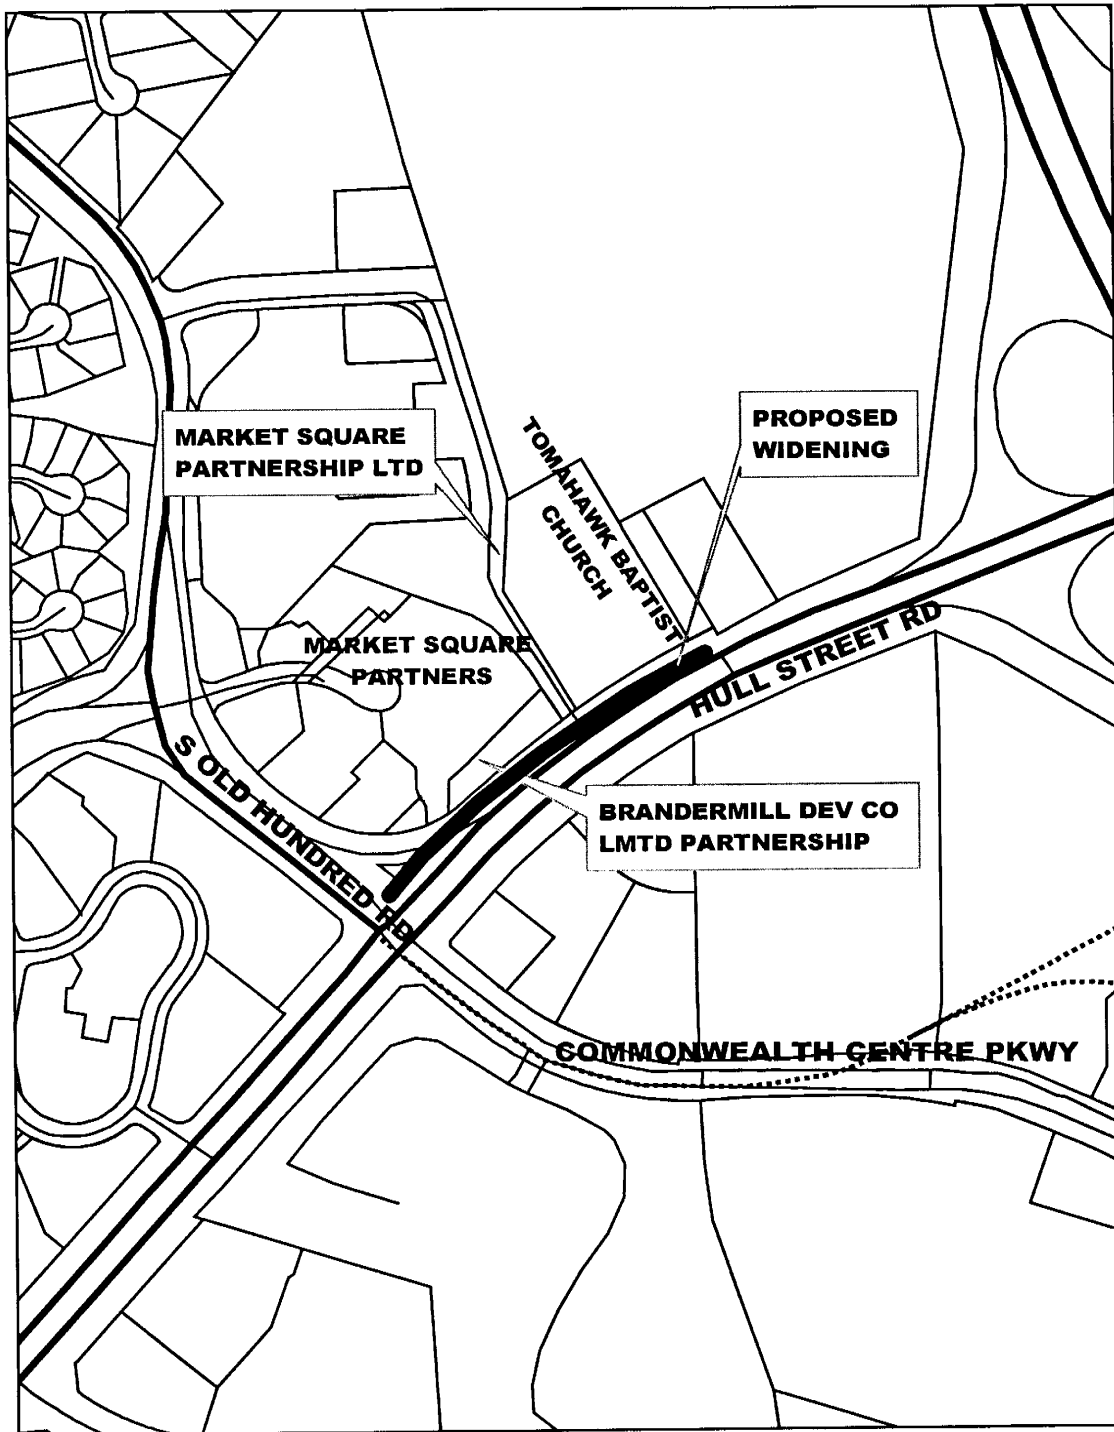 MARKET SQUARE
PARTNERSHIP LTD
TOMAHAWK BAPTIST
CHURCH
PROPOSED
WIDENING
MARKET SQUARE
PARTNERS
HULL STREET RD
S OLD HUNDRED RD
BRANDERMILL DEV CO
LMTD PARTNERSHIP
COMMONWEALTH CENTRE PKWY